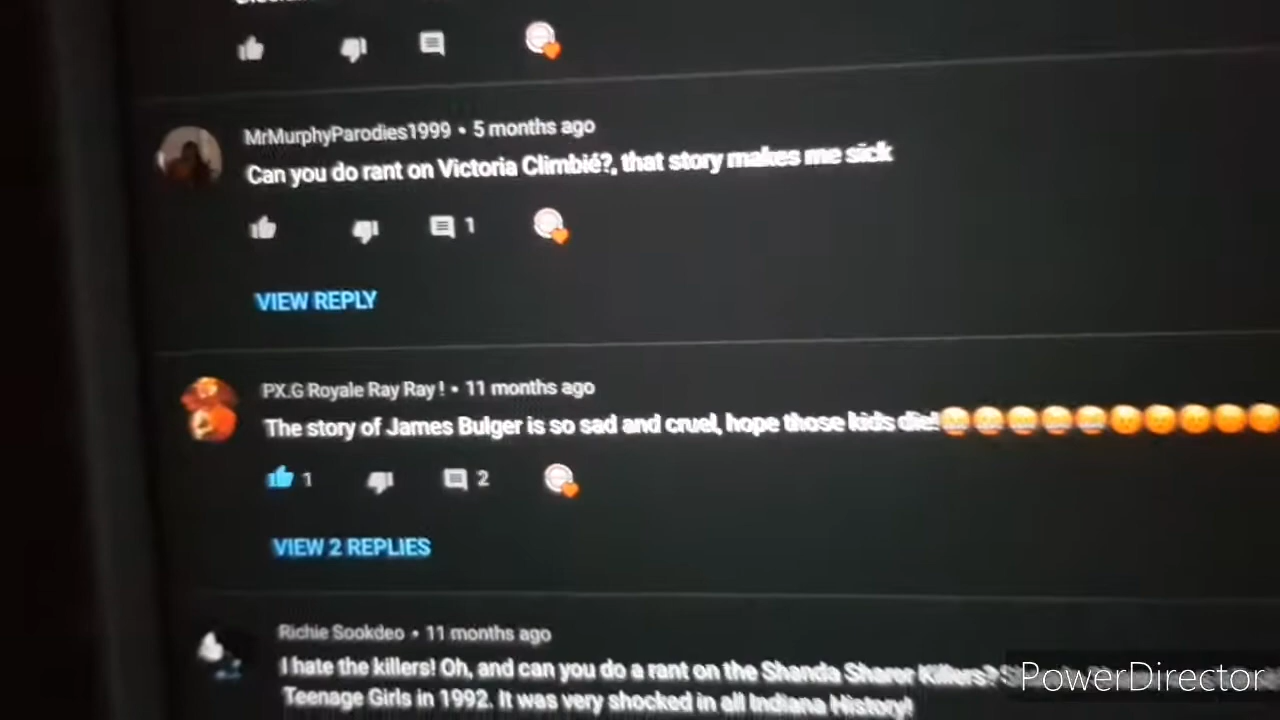 MrMurphyParodies1999 • 5 months ago
Can you do rant on Victoria Climbié?, that story makes me sick
1
VIEW REPLY
PX.G Royale Ray Ray! • 11 months ago
The story of James Bulger is so sad and cruel, hope those kids die!
1 2
VIEW 2 REPLIES
Richie Sookdeo • 11 months ago
I hate the killers! Oh, and can you do a rant on the Shanda Sharer Killers?
Teenage Girls in 1992. It was very shocked in all Indiana History!
PowerDirector